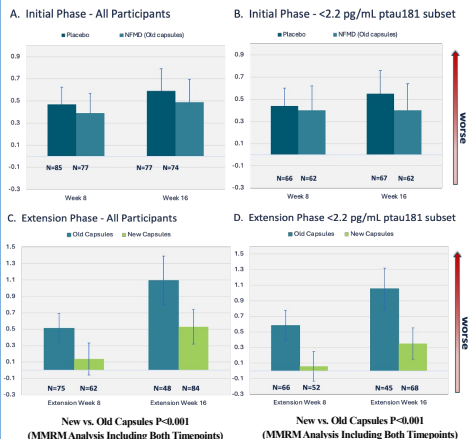 A. Initial Phase - All Participants
Placebo NFMD (Old capsules)
0.9
0.7
0.5
0.3
0.1
-0.1
-0.3
N=85 N=77 N=77 N=74
Week 8 Week 16
B. Initial Phase - <2.2 pg/mL ptau181 subset
Placebo NFMD (Old capsules)
0.9
0.7
0.5
0.3
0.1
-0.1
-0.3
N=66 N=62 N=67 N=62
Week 8 Week 16
worse
C. Extension Phase - All Participants
Old Capsules New Capsules
1.5
1.3
1.1
0.9
0.7
0.5
0.3
0.1
-0.1
-0.3
N=75 N=62 N=48 N=84
Extension Week 8 Extension Week 16
New vs. Old Capsules P<0.001
(MMRM Analysis Including Both Timepoints)
D. Extension Phase <2.2 pg/mL ptau181 subset
Old Capsules New Capsules
1.5
1.3
1.1
0.9
0.7
0.5
0.3
0.1
-0.1
-0.3
N=66 N=52 N=45 N=68
Extension Week 8 Extension Week 16
worse
New vs. Old Capsules P<0.001
(MMRM Analysis Including Both Timepoints)